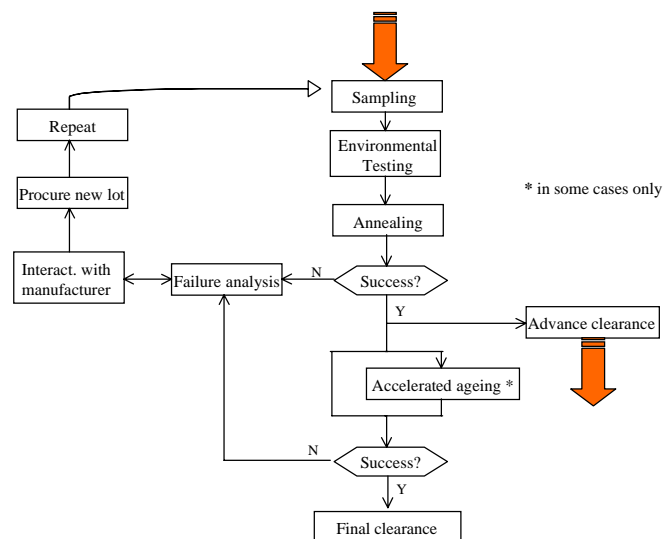 Sampling
Repeat
Environmental
Testing
Procure new lot
* in some cases only
Annealing
Interact. with
manufacturer
Failure analysis
N
Success?
Y
Advance clearance
Accelerated ageing *
N
Success?
Y
Final clearance